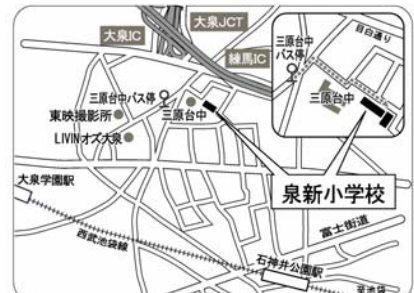 大泉JCT
大泉IC
練馬IC
三原台中
バス停
目白通り
三原台中
三原台中バス停
三原台中
東映撮影所
LIVINオズ大泉
大泉学園駅
泉新小学校
富士街道
西武池袋線
石神井公園駅
至池袋